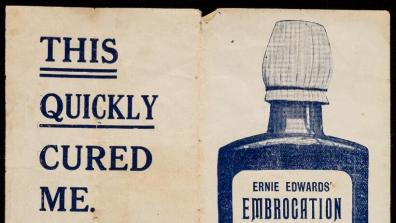 THIS
QUICKLY
CURED
ME.
ERNIE EDWARDS'
EMBROCATION